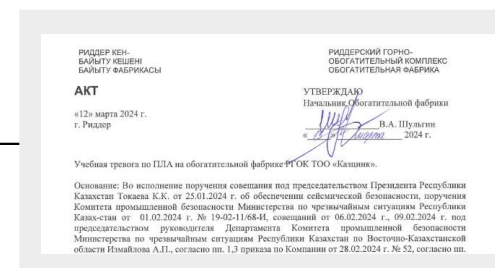 РИДДЕР КЕН-
БАЙЫТУ КЕШЕНІ
БАЙЫТУ ФАБРИКАСЫ
РИДДЕРСКИЙ ГОРНО-
ОБОГАТИТЕЛЬНЫЙ КОМПЛЕКС
ОБОГАТИТЕЛЬНАЯ ФАБРИКА
АКТ
«12» марта 2024 г.
г. Риддер
УТВЕРЖДАЮ
Начальник Обогатительной фабрики
В.А. Шульгин
марта 2024 г.
Учебная тревога по ПЛА на обогатительной фабрике РГОК ТОО «Казцинк».
Основание: Во исполнение поручения совещания под председательством Президента Республики
Казахстан Токаева К.К. от 25.01.2024 г. об обеспечении сейсмической безопасности, поручения
Комитета промышленной безопасности Министерства по чрезвычайным ситуациям Республики
Казах-стан от 01.02.2024 г. № 19-02-11/68-И, совещаний от 06.02.2024 г., 09.02.2024 г. под
председательством руководителя Департамента Комитета промышленной безопасности
Министерства по чрезвычайным ситуациям Республики Казахстан по Восточно-Казахстанской
области Измайлова А.П., согласно пп. 1,3 приказа по Компании от 28.02.2024 г. № 52, согласно пп.